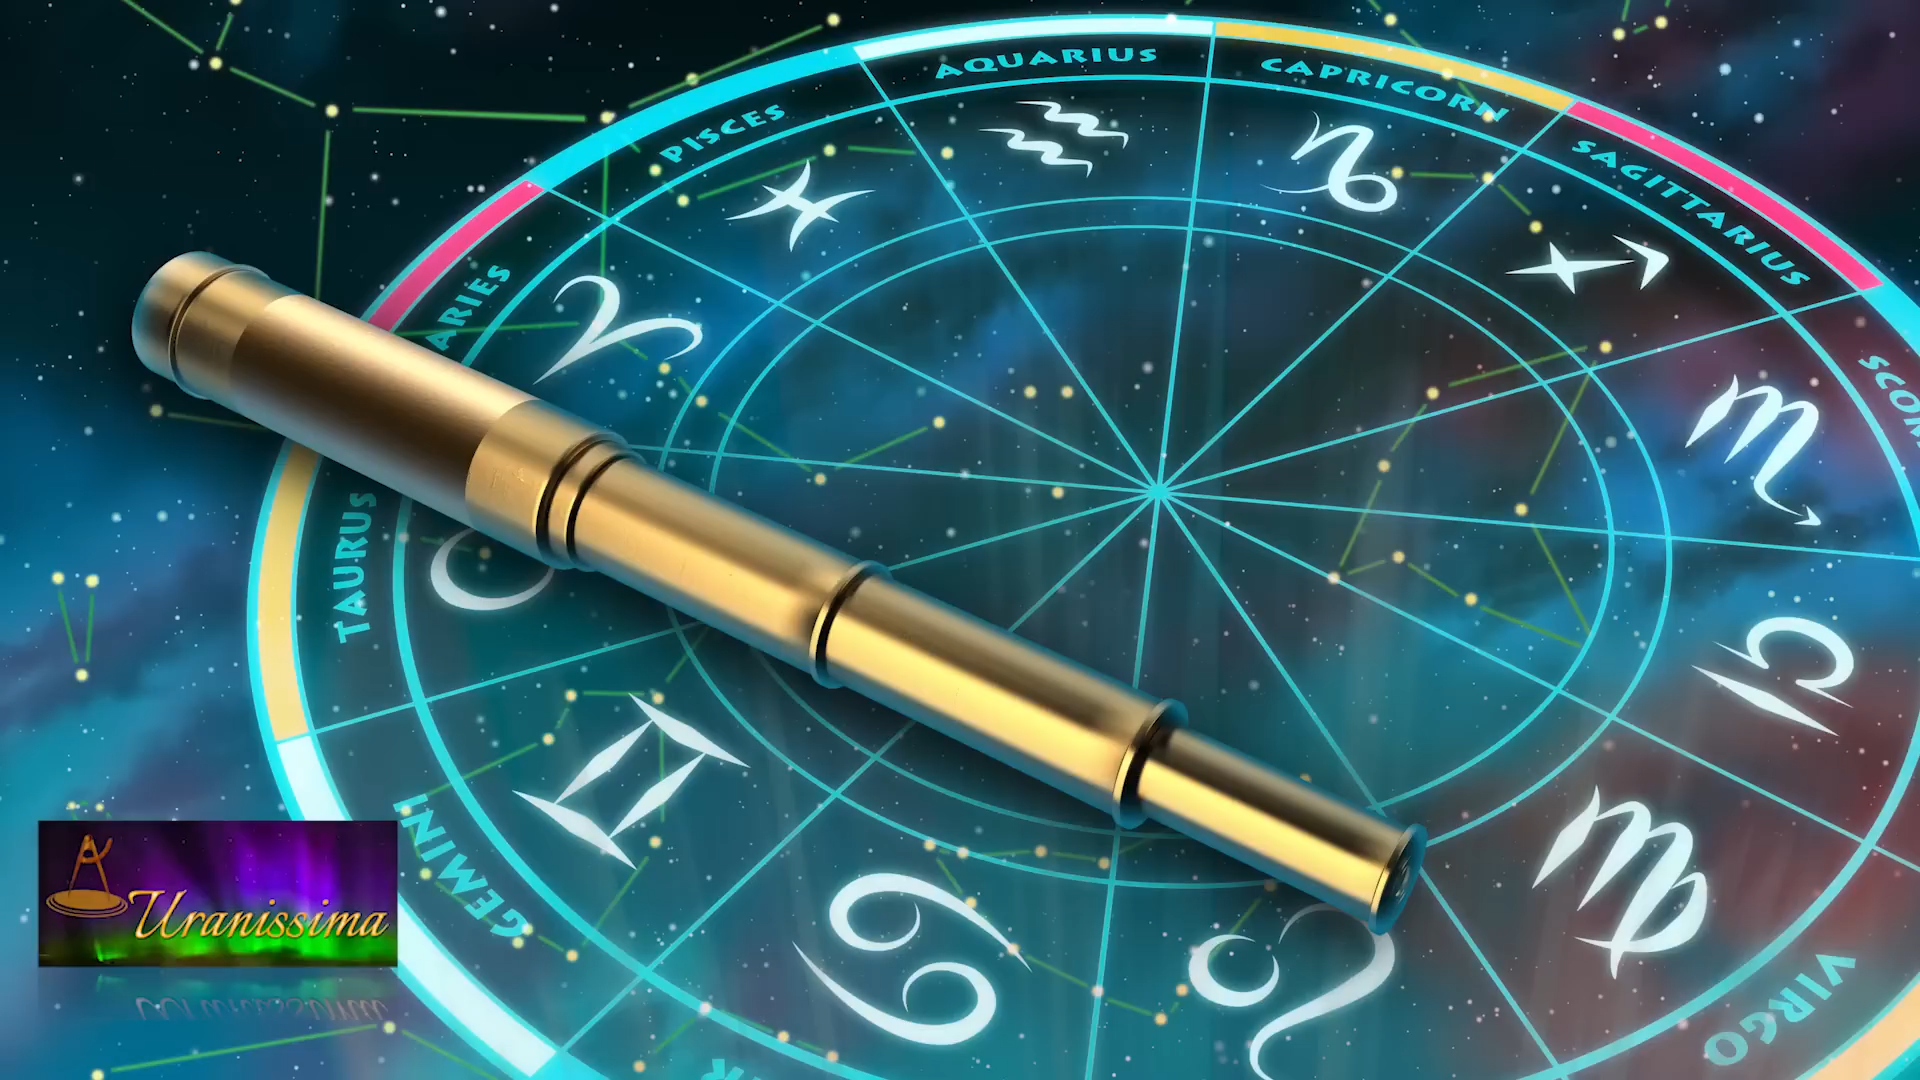 AQUARIUS
CAPRICORN
PISCES
SAGITTARIUS
ARIES
TAURUS
GEMINI
VIRGO
Uranissima